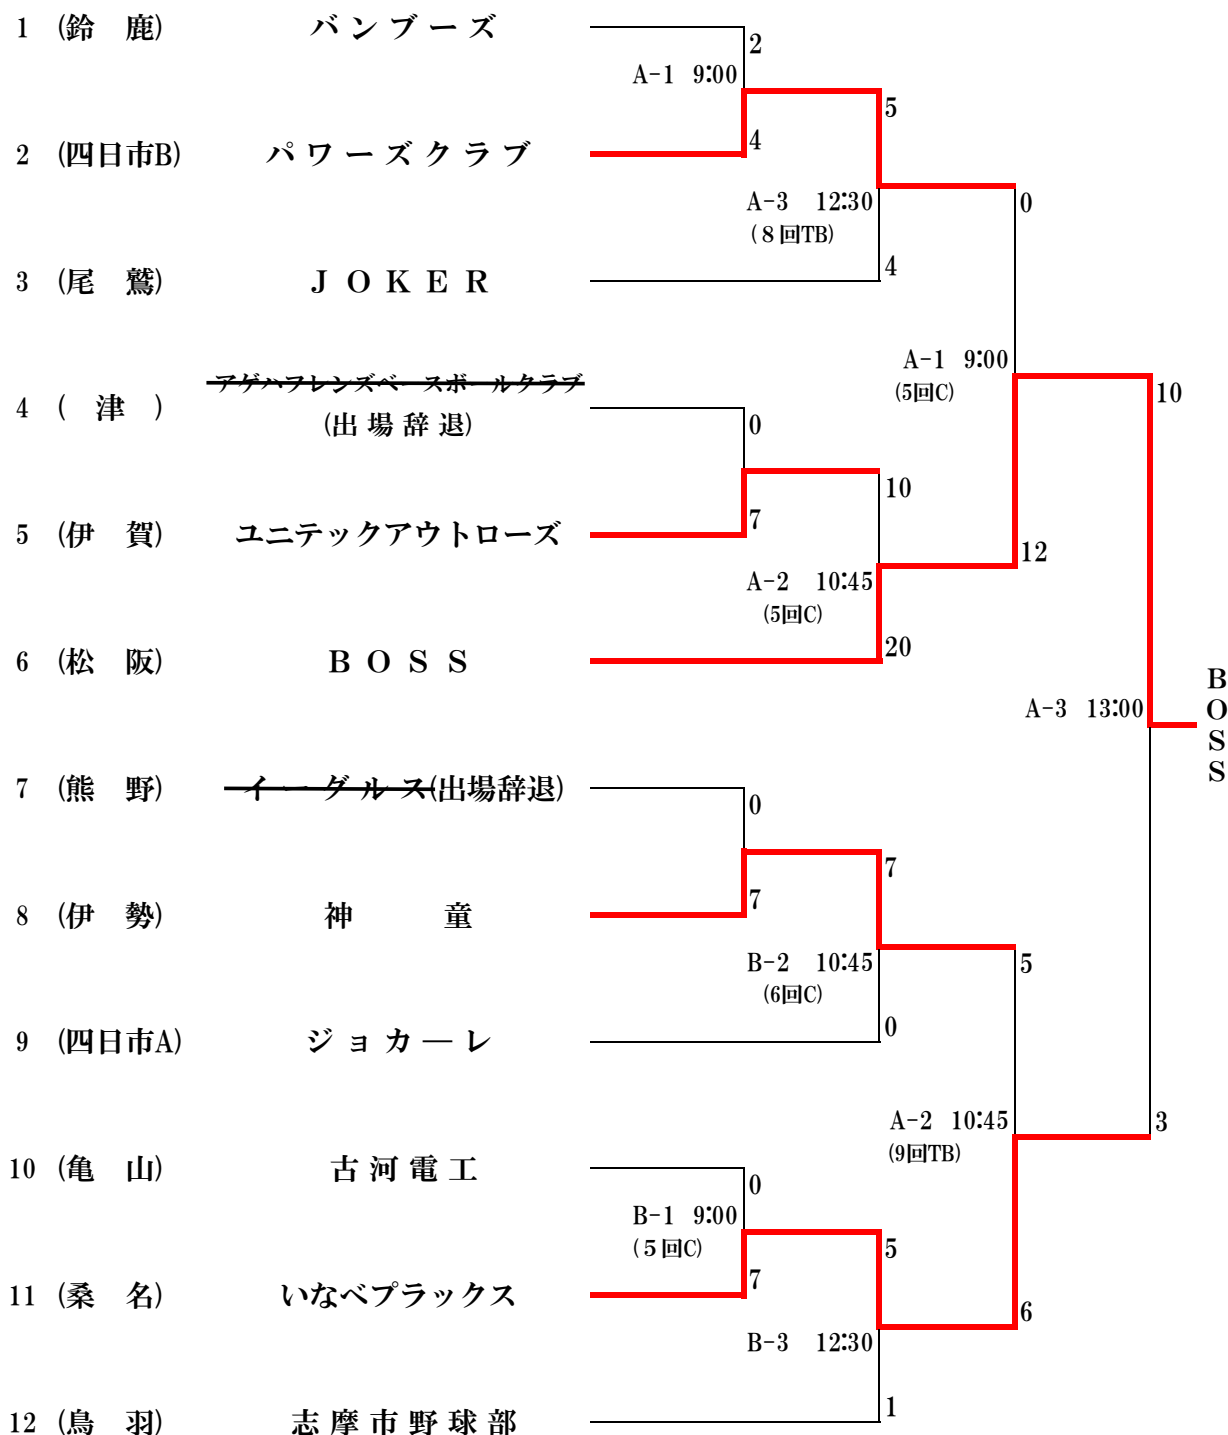 1 (鈴 鹿) バンブーズ
2
A-1 9:00
5
2 (四日市B) パワーズクラブ
4
A-3 12:30
0
(８回TB)
3 (尾 鷲) ＪＯＫＥＲ
4
A-1 9:00
(5回C)
10
アゲハフレンズベースボールクラブ
4 ( 津 )
(出場辞退)
0
10
5 (伊 賀) ユニテックアウトローズ
7
12
A-2 10:45
(5回C)
6 (松 阪) ＢＯＳＳ
20
A-3 13:00
ＢＯＳＳ
7 (熊 野) イーグルス(出場辞退)
0
7
8 (伊 勢) 神 童
7
B-2 10:45
5
(6回C)
9 (四日市A) ジョカーレ
0
A-2 10:45
3
(9回TB)
10 (亀 山) 古河電工
0
B-1 9:00
(５回C)
5
11 (桑 名) いなべブラックス
7
6
B-3 12:30
12 (鳥 羽) 志摩市野球部
1